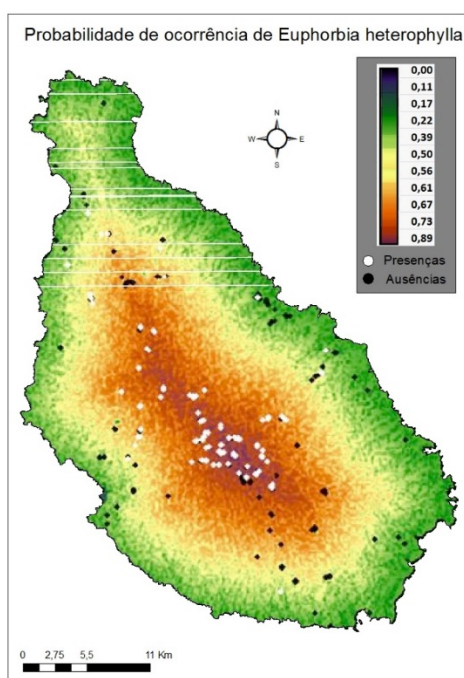 Probabilidade de ocorrência de Euphorbia heterophylla
0,00
0,11
0,17
0,22
0,39
0,50
0,56
0,61
0,67
0,73
0,89
Presenças
Ausências
N
W
E
S
0 2,75 5,5 11 Km